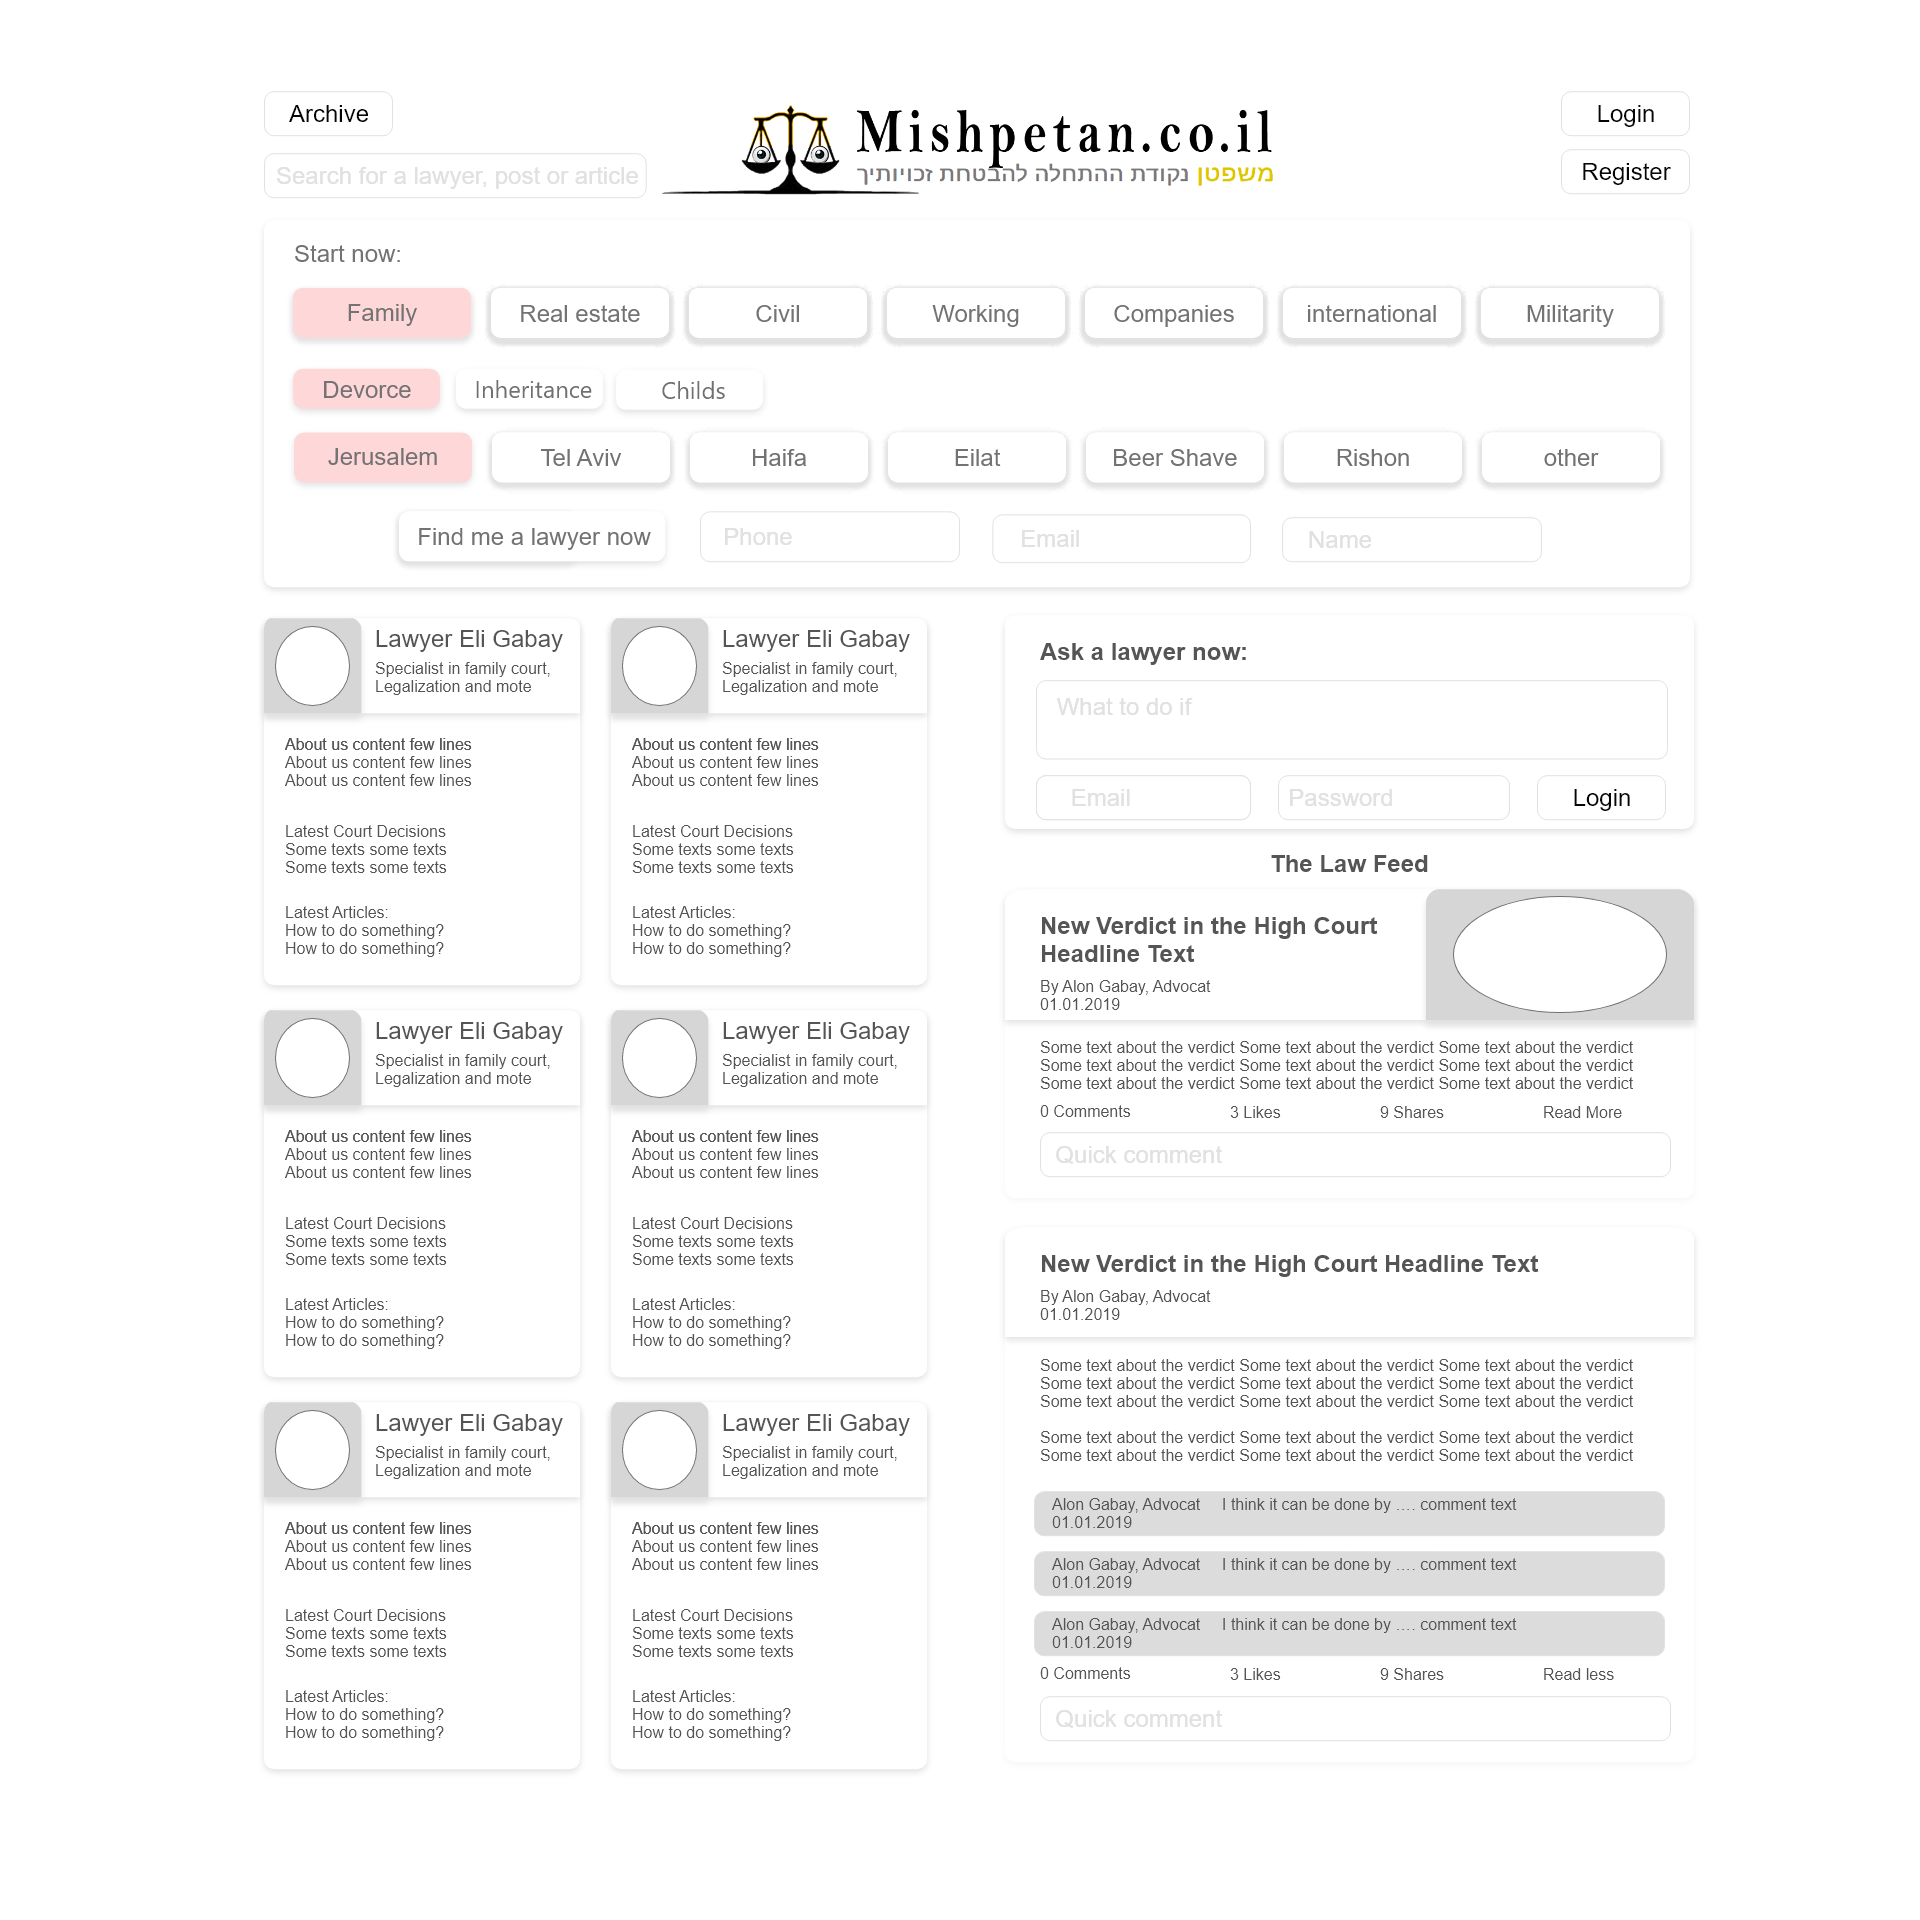 Archive
Search for a lawyer, post or article
Mishpetan.co.il
משפטן נקודת ההתחלה להבטחת זכויותיך
Login
Register
Start now:
Family
Real estate
Civil
Working
Companies
international
Militarity
Devorce
Inheritance
Childs
Jerusalem
Tel Aviv
Haifa
Eilat
Beer Shave
Rishon
other
Find me a lawyer now
Phone
Email
Name
Lawyer Eli Gabay
Specialist in family court,
Legalization and mote
About us content few lines
About us content few lines
About us content few lines
Latest Court Decisions
Some texts some texts
Some texts some texts
Latest Articles:
How to do something?
How to do something?
Lawyer Eli Gabay
Specialist in family court,
Legalization and mote
About us content few lines
About us content few lines
About us content few lines
Latest Court Decisions
Some texts some texts
Some texts some texts
Latest Articles:
How to do something?
How to do something?
Lawyer Eli Gabay
Specialist in family court,
Legalization and mote
About us content few lines
About us content few lines
About us content few lines
Latest Court Decisions
Some texts some texts
Some texts some texts
Latest Articles:
How to do something?
How to do something?
Lawyer Eli Gabay
Specialist in family court,
Legalization and mote
About us content few lines
About us content few lines
About us content few lines
Latest Court Decisions
Some texts some texts
Some texts some texts
Latest Articles:
How to do something?
How to do something?
Lawyer Eli Gabay
Specialist in family court,
Legalization and mote
About us content few lines
About us content few lines
About us content few lines
Latest Court Decisions
Some texts some texts
Some texts some texts
Latest Articles:
How to do something?
How to do something?
Lawyer Eli Gabay
Specialist in family court,
Legalization and mote
About us content few lines
About us content few lines
About us content few lines
Latest Court Decisions
Some texts some texts
Some texts some texts
Latest Articles:
How to do something?
How to do something?
Ask a lawyer now:
What to do if
Email
Password
Login
The Law Feed
New Verdict in the High Court
Headline Text
By Alon Gabay, Advocat
01.01.2019
Some text about the verdict Some text about the verdict Some text about the verdict
Some text about the verdict Some text about the verdict Some text about the verdict
Some text about the verdict Some text about the verdict Some text about the verdict
0 Comments 3 Likes 9 Shares Read More
Quick comment
New Verdict in the High Court Headline Text
By Alon Gabay, Advocat
01.01.2019
Some text about the verdict Some text about the verdict Some text about the verdict
Some text about the verdict Some text about the verdict Some text about the verdict
Some text about the verdict Some text about the verdict Some text about the verdict
Some text about the verdict Some text about the verdict Some text about the verdict
Some text about the verdict Some text about the verdict Some text about the verdict
Alon Gabay, Advocat I think it can be done by .... comment text
01.01.2019
Alon Gabay, Advocat I think it can be done by .... comment text
01.01.2019
Alon Gabay, Advocat I think it can be done by .... comment text
01.01.2019
0 Comments 3 Likes 9 Shares Read less
Quick comment